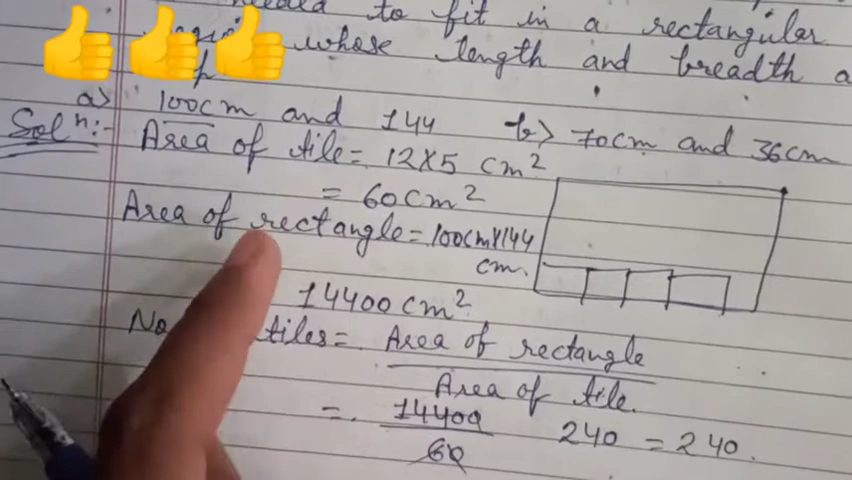 needed to fit in a rectangular
whose length and breadth a
a) 100cm and 144 b) 70cm and 36cm
Solⁿ:- Area of tile = 12×5 cm²
= 60cm²
Area of rectangle = 100cm×144
cm.
14400 cm²
No tiles = Area of rectangle
Area of tile.
= 14400 240 = 240.
60